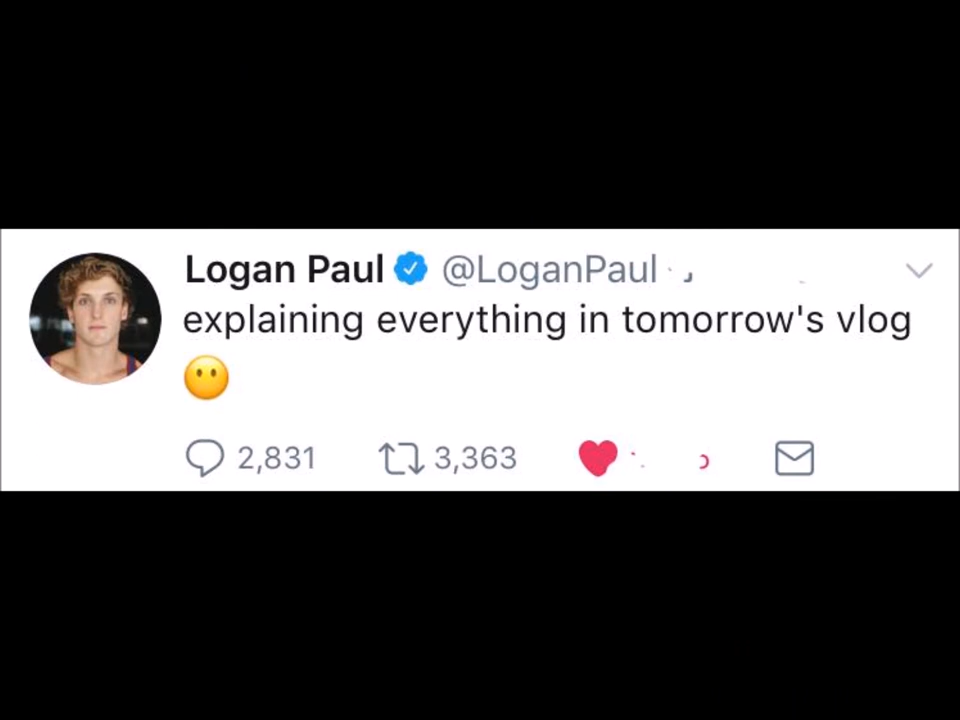 Logan Paul @LoganPaul
explaining everything in tomorrow's vlog
😶
2,831 3,363